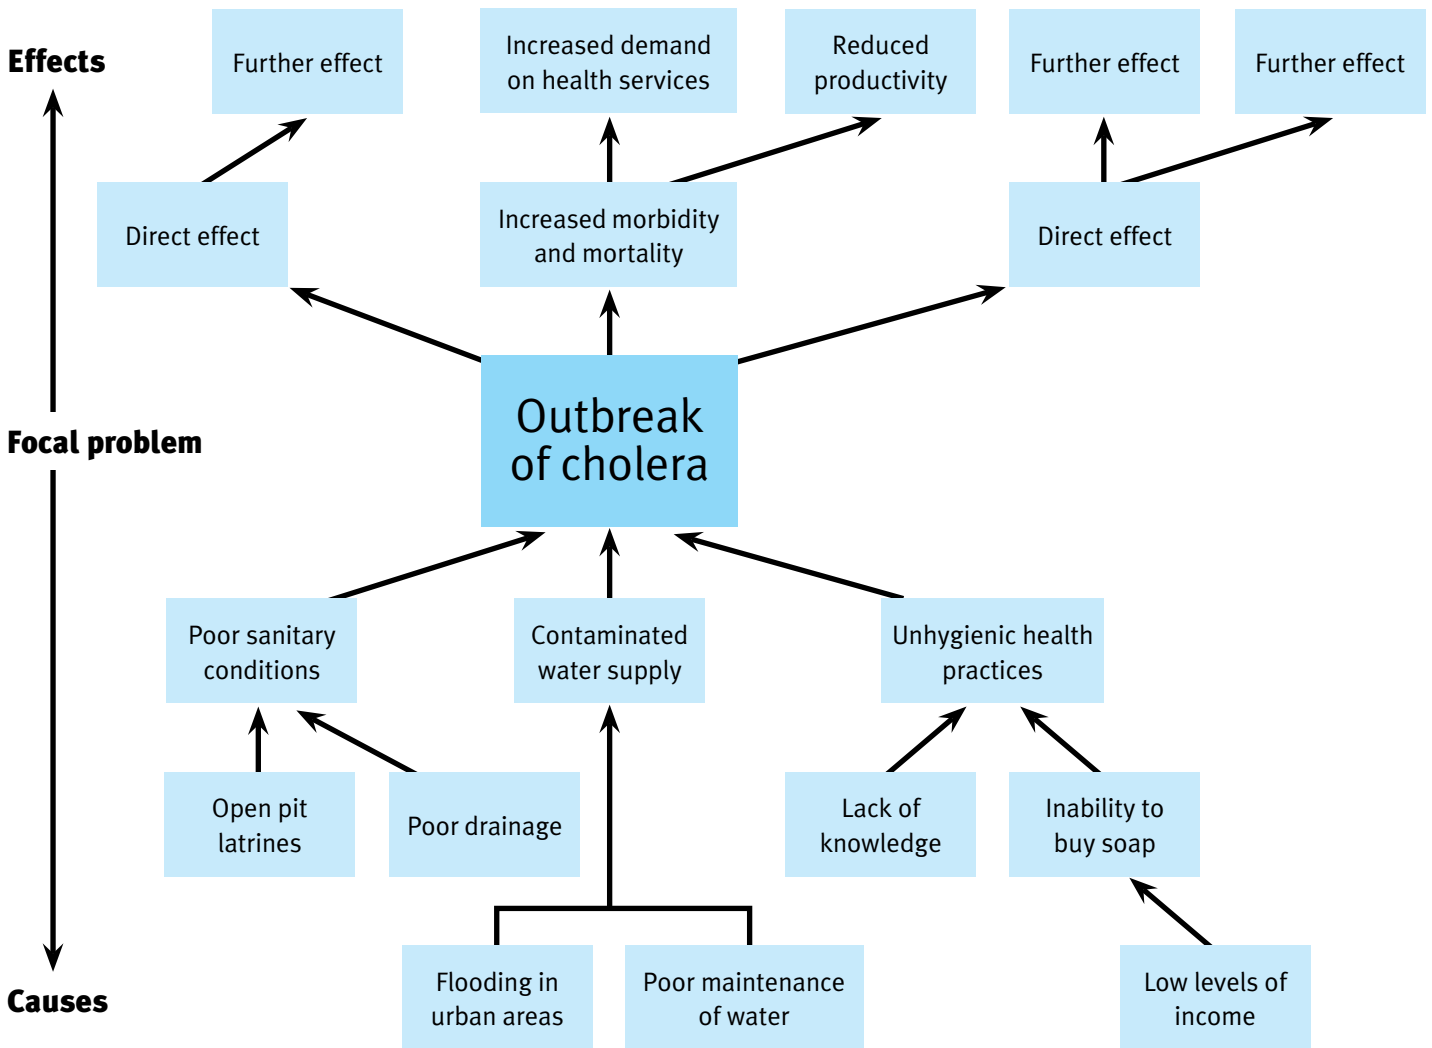 Effects
Further effect
Increased demand
on health services
Reduced
productivity
Further effect
Further effect
Direct effect
Increased morbidity
and mortality
Direct effect
Focal problem
Outbreak
of cholera
Poor sanitary
conditions
Contaminated
water supply
Unhygienic health
practices
Open pit
latrines
Poor drainage
Lack of
knowledge
Inability to
buy soap
Causes
Flooding in
urban areas
Poor maintenance
of water
Low levels of
income